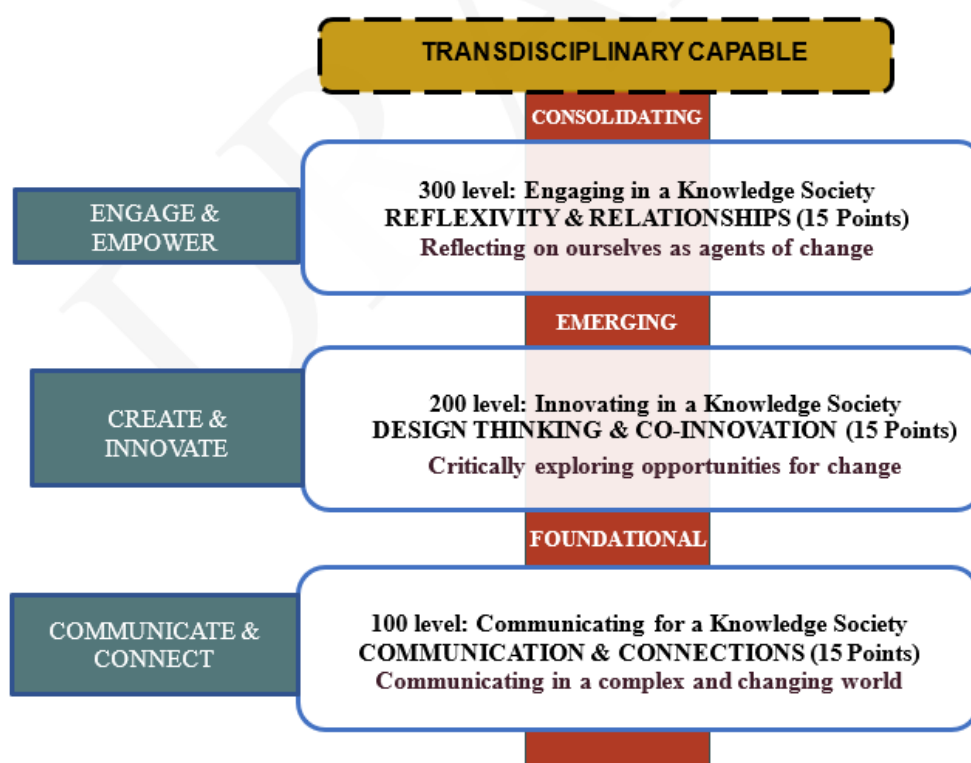 TRANSDISCIPLINARY CAPABLE
CONSOLIDATING
ENGAGE &
EMPOWER
300 level: Engaging in a Knowledge Society
REFLEXIVITY & RELATIONSHIPS (15 Points)
Reflecting on ourselves as agents of change
EMERGING
CREATE &
INNOVATE
200 level: Innovating in a Knowledge Society
DESIGN THINKING & CO-INNOVATION (15 Points)
Critically exploring opportunities for change
FOUNDATIONAL
COMMUNICATE &
CONNECT
100 level: Communicating for a Knowledge Society
COMMUNICATION & CONNECTIONS (15 Points)
Communicating in a complex and changing world